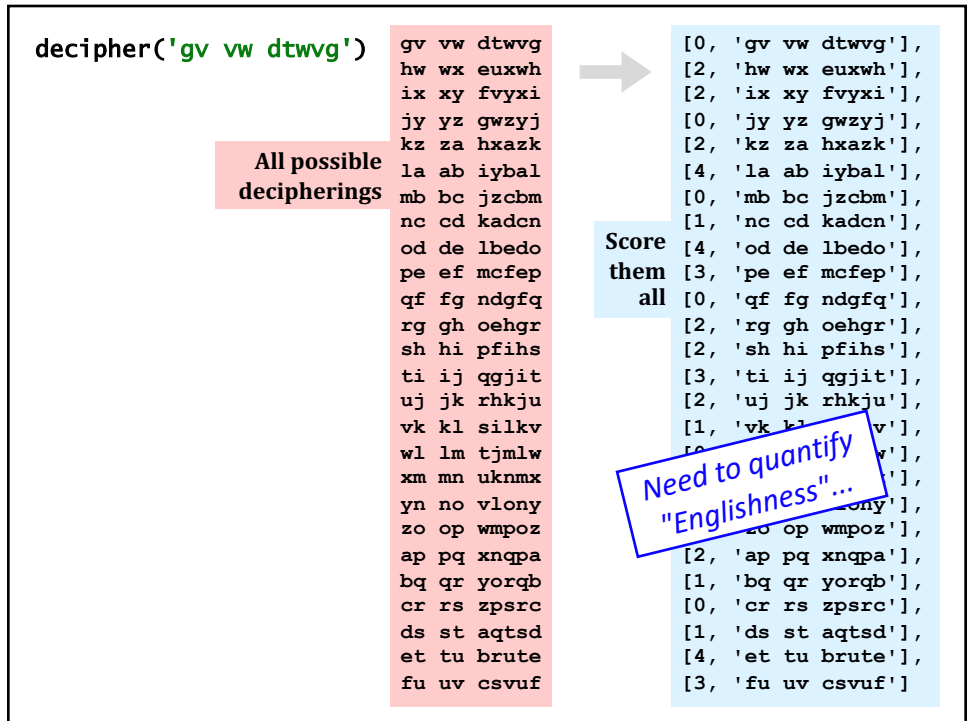 decipher('gv vw dtwvg')
gv vw dtwvg
hw wx euxwh
ix xy fvyxi
jy yz gwzyj
kz za hxazk
la ab iybal
mb bc jzcbm
nc cd kadcn
od de lbedo
pe ef mcfep
qf fg ndgfq
rg gh oehgr
sh hi pfihs
ti ij qgjit
uj jk rhkju
vk kl silkv
wl lm tjmlw
xm mn uknmx
yn no vlony
zo op wmpoz
ap pq xnqpa
bq qr yorqb
cr rs zpsrc
ds st aqtsd
et tu brute
fu uv csvuf
All possible
decipherings
Score
them
all
[0, 'gv vw dtwvg'],
[2, 'hw wx euxwh'],
[2, 'ix xy fvyxi'],
[0, 'jy yz gwzyj'],
[2, 'kz za hxazk'],
[4, 'la ab iybal'],
[0, 'mb bc jzcbm'],
[1, 'nc cd kadcn'],
[4, 'od de lbedo'],
[3, 'pe ef mcfep'],
[0, 'qf fg ndgfq'],
[2, 'rg gh oehgr'],
[2, 'sh hi pfihs'],
[3, 'ti ij qgjit'],
[2, 'uj jk rhkju'],
[1, 'vk kl v'],
w'],
'],
ony'],
op wmpoz'],
[2, 'ap pq xnqpa'],
[1, 'bq qr yorqb'],
[0, 'cr rs zpsrc'],
[1, 'ds st aqtsd'],
[4, 'et tu brute'],
[3, 'fu uv csvuf']
Need to quantify
"Englishness"...